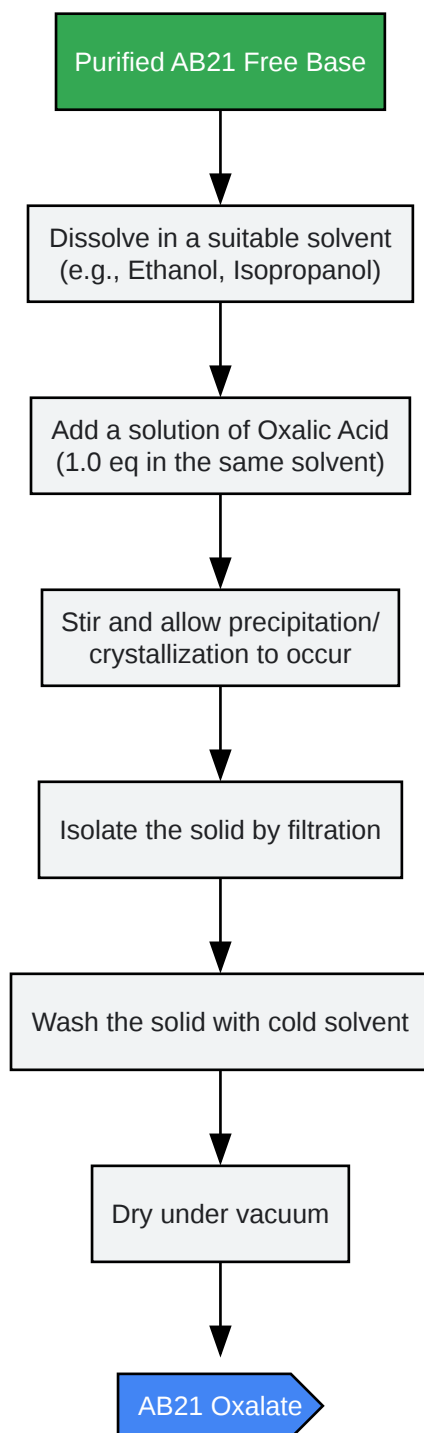 Purified AB21 Free Base
Dissolve in a suitable solvent
(e.g., Ethanol, Isopropanol)
Add a solution of Oxalic Acid
(1.0 eq in the same solvent)
Stir and allow precipitation/
crystallization to occur
Isolate the solid by filtration
Wash the solid with cold solvent
Dry under vacuum
AB21 Oxalate